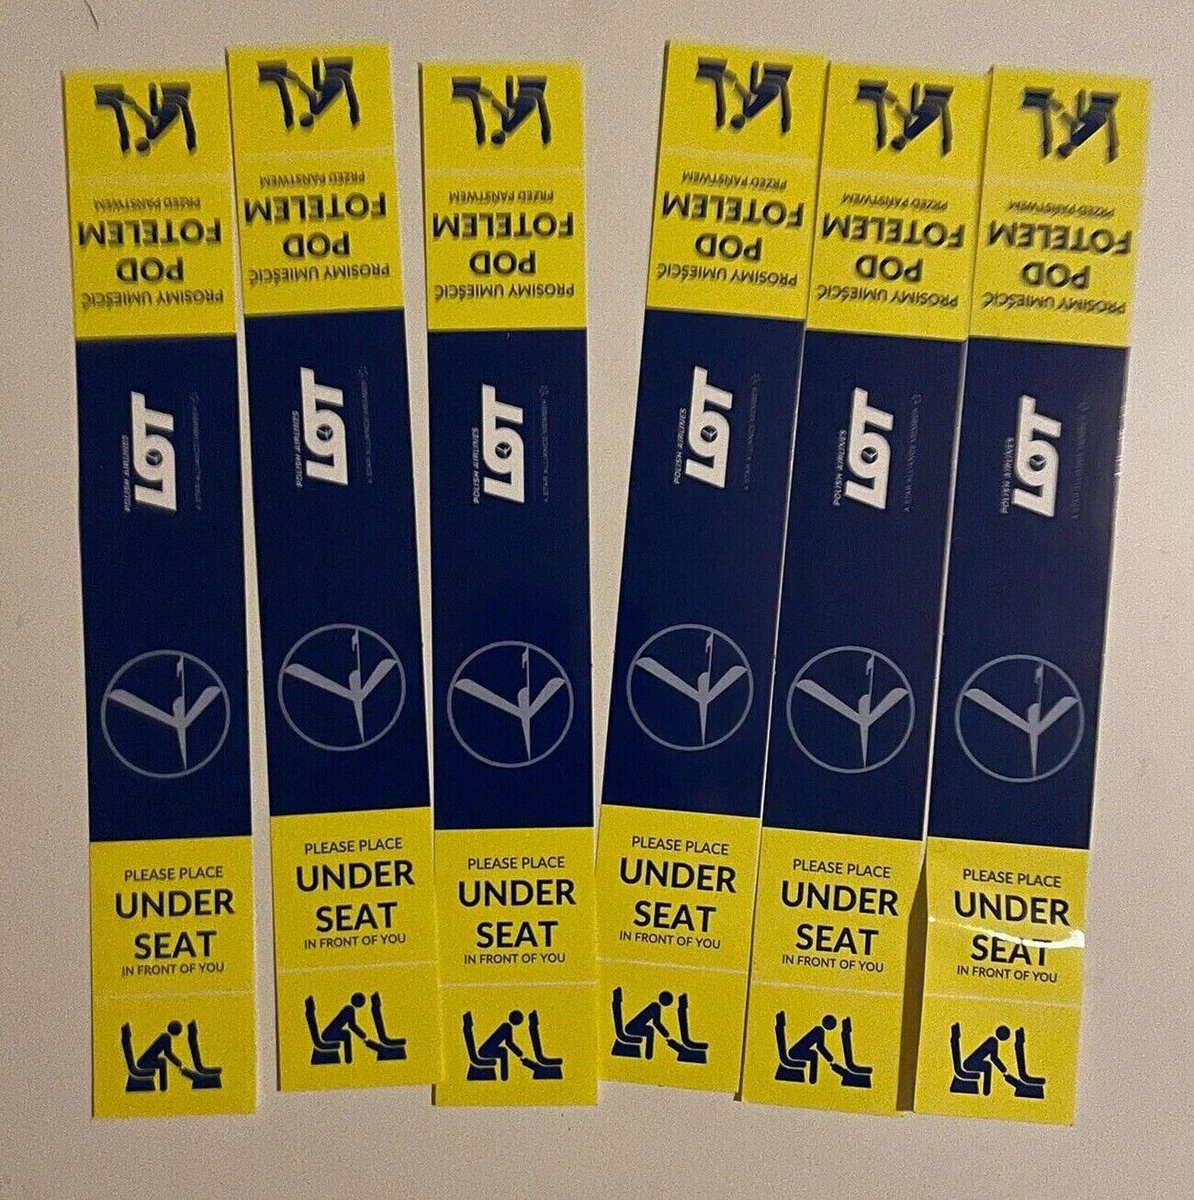 PROSIMY UMIEŚCIĆ
POD
FOTELEM
PRZED PAŃSTWEM
LOT
POLISH AIRLINES
PLEASE PLACE
UNDER
SEAT
IN FRONT OF YOU
PROSIMY UMIEŚCIĆ
POD
FOTELEM
PRZED PAŃSTWEM
LOT
POLISH AIRLINES
PLEASE PLACE
UNDER
SEAT
IN FRONT OF YOU
PROSIMY UMIEŚCIĆ
POD
FOTELEM
PRZED PAŃSTWEM
LOT
POLISH AIRLINES
PLEASE PLACE
UNDER
SEAT
IN FRONT OF YOU
PROSIMY UMIEŚCIĆ
POD
FOTELEM
PRZED PAŃSTWEM
LOT
POLISH AIRLINES
PLEASE PLACE
UNDER
SEAT
IN FRONT OF YOU
PROSIMY UMIEŚCIĆ
POD
FOTELEM
PRZED PAŃSTWEM
LOT
POLISH AIRLINES
A STAR ALLIANCE MEMBER
PLEASE PLACE
UNDER
SEAT
IN FRONT OF YOU
PROSIMY UMIEŚCIĆ
POD
FOTELEM
PRZED PAŃSTWEM
LOT
POLISH AIRLINES
PLEASE PLACE
UNDER
SEAT
IN FRONT OF YOU